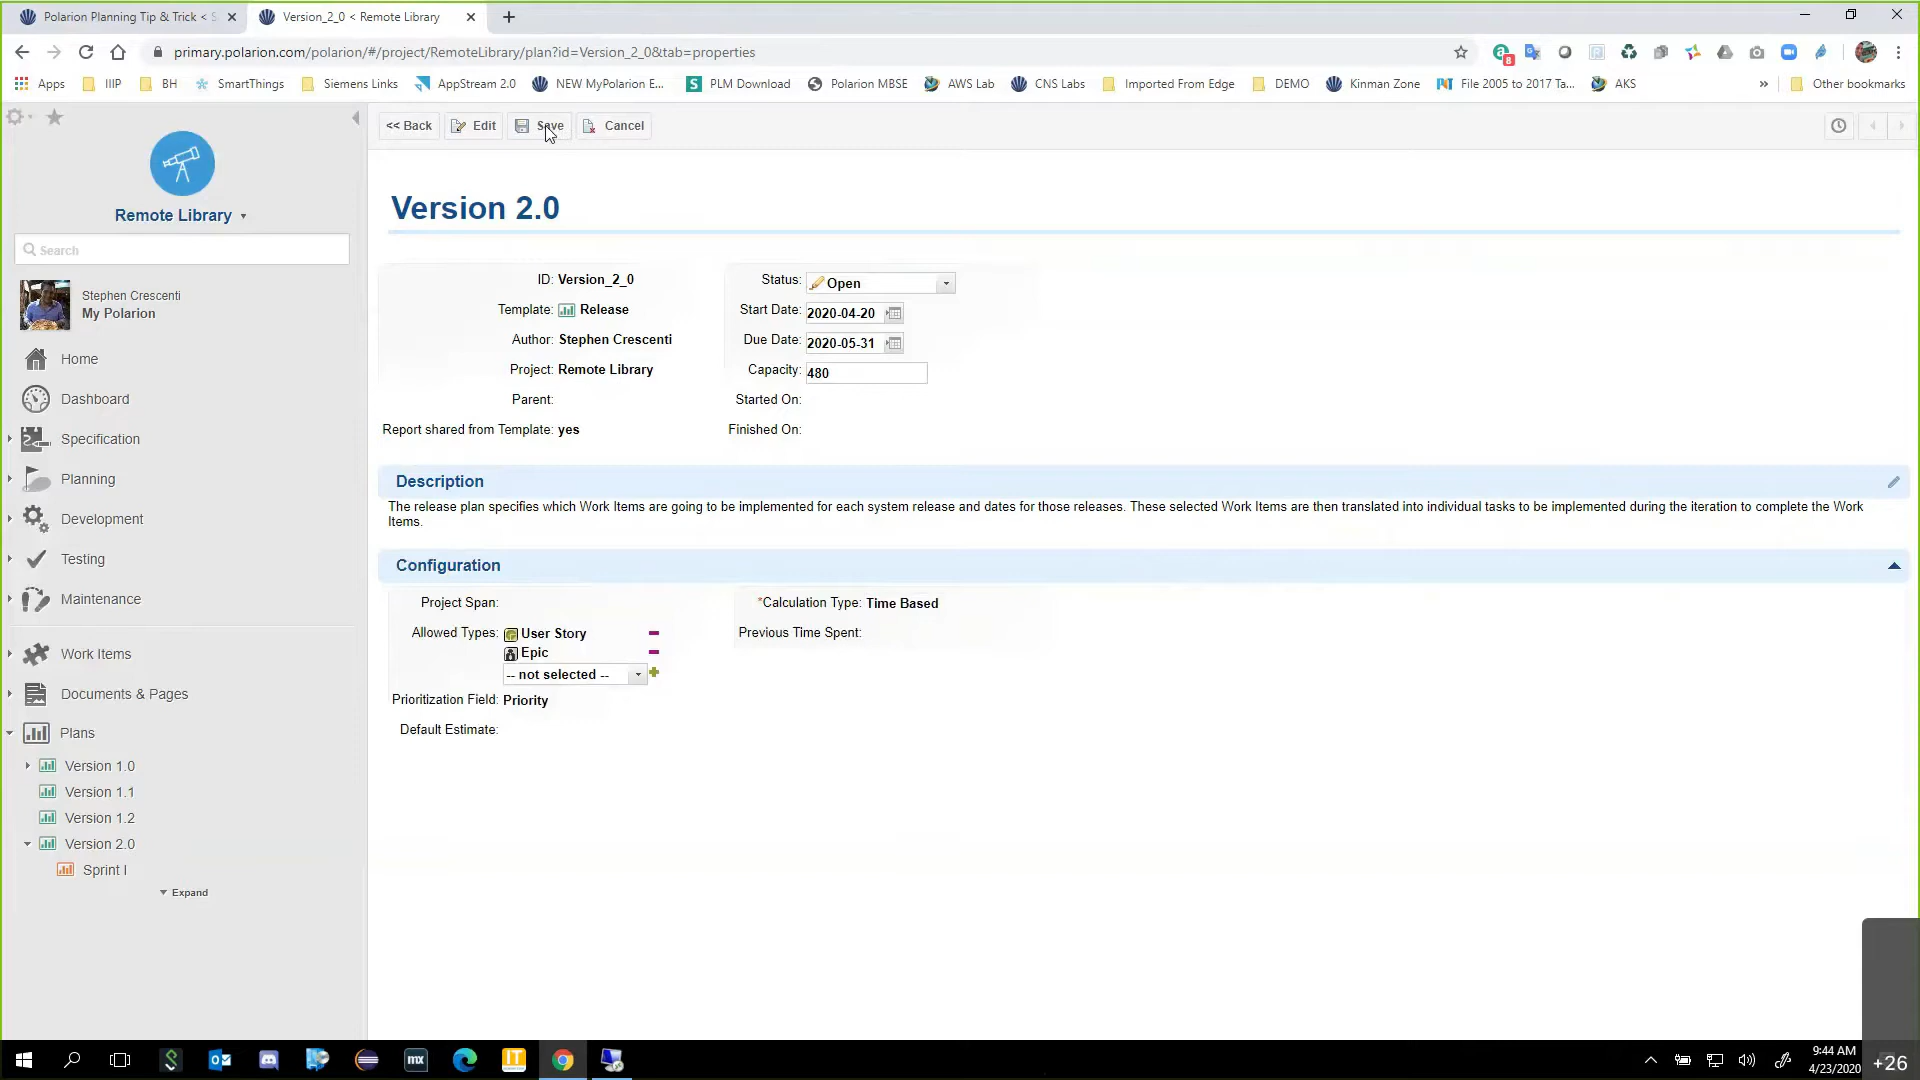 Polarion Planning Tip & Trick < S
Version_2_0 < Remote Library
primary.polarion.com/polarion/#/project/RemoteLibrary/plan?id=Version_2_0&tab=properties
8
Apps
IIIP
BH
SmartThings
Siemens Links
AppStream 2.0
NEW MyPolarion E...
PLM Download
Polarion MBSE
AWS Lab
CNS Labs
Imported From Edge
DEMO
Kinman Zone
File 2005 to 2017 Ta...
AKS
»
Other bookmarks
<< Back
Edit
Save
Cancel
Remote Library
Search
Stephen Crescenti
My Polarion
Home
Dashboard
Specification
Planning
Development
Testing
Maintenance
Work Items
Documents & Pages
Plans
Version 1.0
Version 1.1
Version 1.2
Version 2.0
Sprint I
Expand
Version 2.0
ID: Version_2_0
Template: Release
Author: Stephen Crescenti
Project: Remote Library
Parent:
Report shared from Template: yes
Status: Open
Start Date: 2020-04-20
Due Date: 2020-05-31
Capacity: 480
Started On:
Finished On:
Description
The release plan specifies which Work Items are going to be implemented for each system release and dates for those releases. These selected Work Items are then translated into individual tasks to be implemented during the iteration to complete the Work
Items.
Configuration
Project Span:
Allowed Types: User Story
Epic
-- not selected --
Prioritization Field: Priority
Default Estimate:
*Calculation Type: Time Based
Previous Time Spent:
mx
IT
9:44 AM
4/23/2020
+26